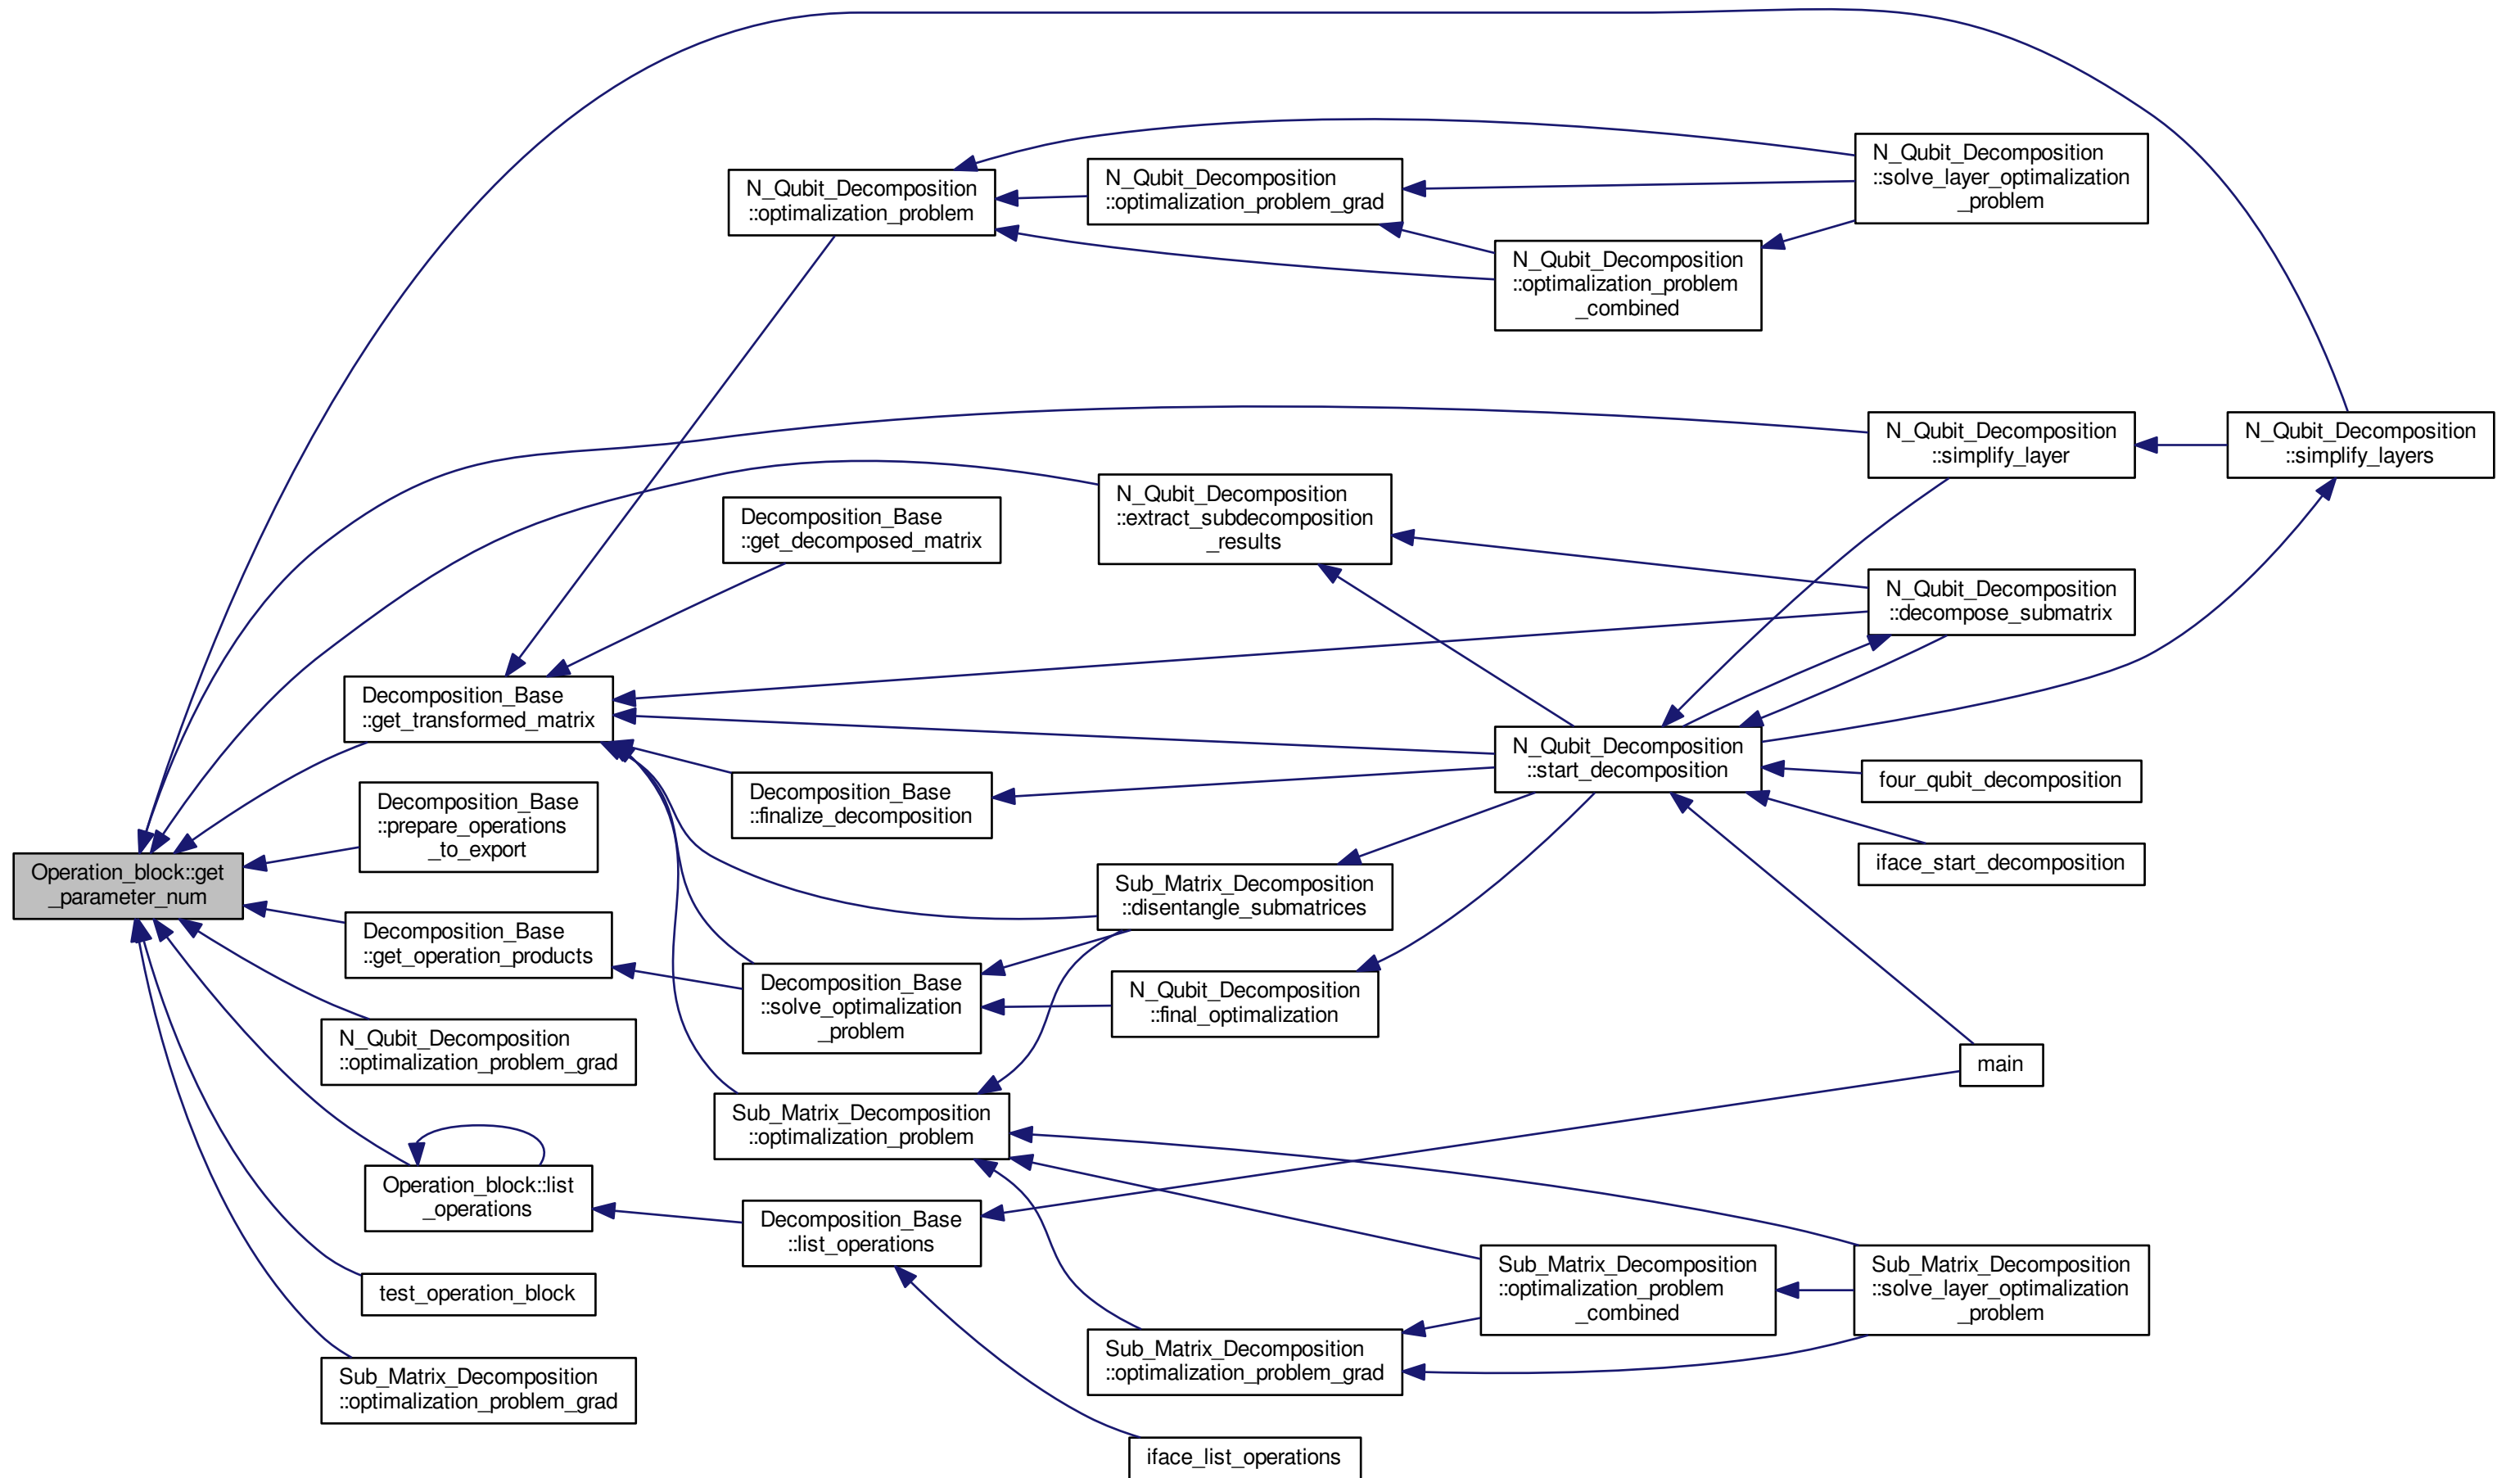 N_Qubit_Decomposition
::solve_layer_optimalization
_problem
N_Qubit_Decomposition
::optimalization_problem
N_Qubit_Decomposition
::optimalization_problem_grad
N_Qubit_Decomposition
::optimalization_problem
_combined
N_Qubit_Decomposition
::simplify_layer
N_Qubit_Decomposition
::simplify_layers
N_Qubit_Decomposition
::extract_subdecomposition
_results
Decomposition_Base
::get_decomposed_matrix
N_Qubit_Decomposition
::decompose_submatrix
Decomposition_Base
::get_transformed_matrix
N_Qubit_Decomposition
::start_decomposition
four_qubit_decomposition
Decomposition_Base
::finalize_decomposition
Decomposition_Base
::prepare_operations
_to_export
iface_start_decomposition
Operation_block::get
_parameter_num
Sub_Matrix_Decomposition
::disentangle_submatrices
Decomposition_Base
::get_operation_products
Decomposition_Base
::solve_optimalization
_problem
N_Qubit_Decomposition
::final_optimalization
N_Qubit_Decomposition
::optimalization_problem_grad
main
Sub_Matrix_Decomposition
::optimalization_problem
Operation_block::list
_operations
Decomposition_Base
::list_operations
Sub_Matrix_Decomposition
::optimalization_problem
_combined
Sub_Matrix_Decomposition
::solve_layer_optimalization
_problem
test_operation_block
Sub_Matrix_Decomposition
::optimalization_problem_grad
Sub_Matrix_Decomposition
::optimalization_problem_grad
iface_list_operations